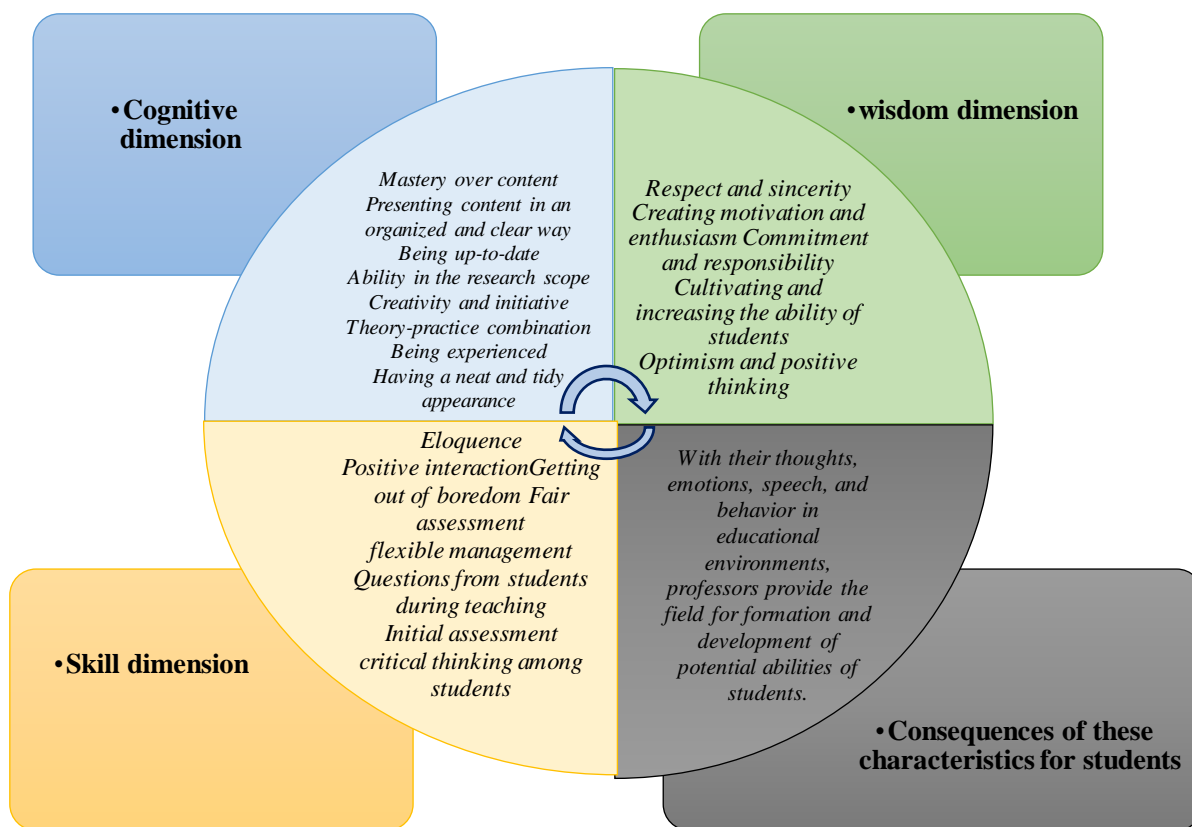 •Cognitive
dimension
•wisdom dimension
Mastery over content
Presenting content in an
organized and clear way
Being up-to-date
Ability in the research scope
Creativity and initiative
Theory-practice combination
Being experienced
Having a neat and tidy
appearance
Respect and sincerity
Creating motivation and
enthusiasm Commitment
and responsibility
Cultivating and
increasing the ability of
students
Optimism and positive
thinking
Eloquence
Positive interactionGetting
out of boredom Fair
assessment
flexible management
Questions from students
during teaching
Initial assessment
critical thinking among
students
With their thoughts,
emotions, speech, and
behavior in
educational
environments,
professors provide the
field for formation and
development of
potential abilities of
students.
•Skill dimension
•Consequences of these
characteristics for students